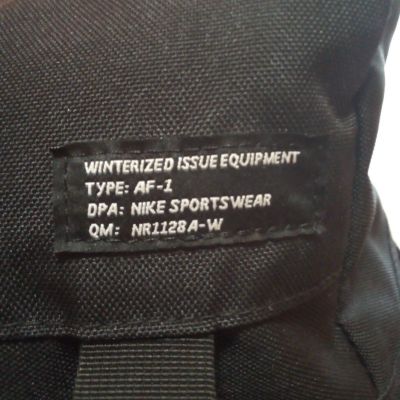 WINTERIZED ISSUE EQUIPMENT
TYPE: AF-1
DPA: NIKE SPORTSWEAR
QM: NR1128A-W